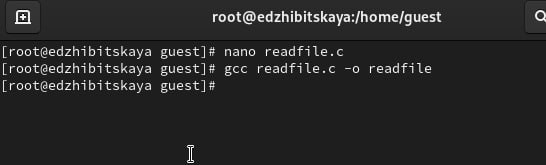 root@edzhibitskaya:/home/guest
[root@edzhibitskaya guest]# nano readfile.c
[root@edzhibitskaya guest]# gcc readfile.c -o readfile
[root@edzhibitskaya guest]#